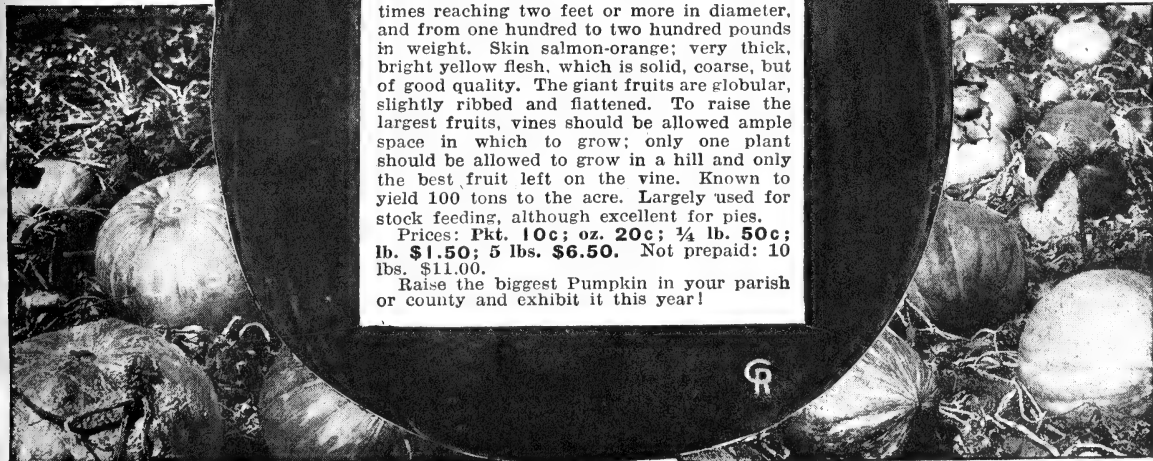 times reaching two feet or more in diameter,
and from one hundred to two hundred pounds
in weight. Skin salmon-orange; very thick,
bright yellow flesh, which is solid, coarse, but
of good quality. The giant fruits are globular,
slightly ribbed and flattened. To raise the
largest fruits, vines should be allowed ample
space in which to grow; only one plant
should be allowed to grow in a hill and only
the best fruit left on the vine. Known to
yield 100 tons to the acre. Largely used for
stock feeding, although excellent for pies.
Prices: Pkt. 10c; oz. 20c; ¼ lb. 50c;
lb. $1.50; 5 lbs. $6.50. Not prepaid: 10
lbs. $11.00.
Raise the biggest Pumpkin in your parish
or county and exhibit it this year!